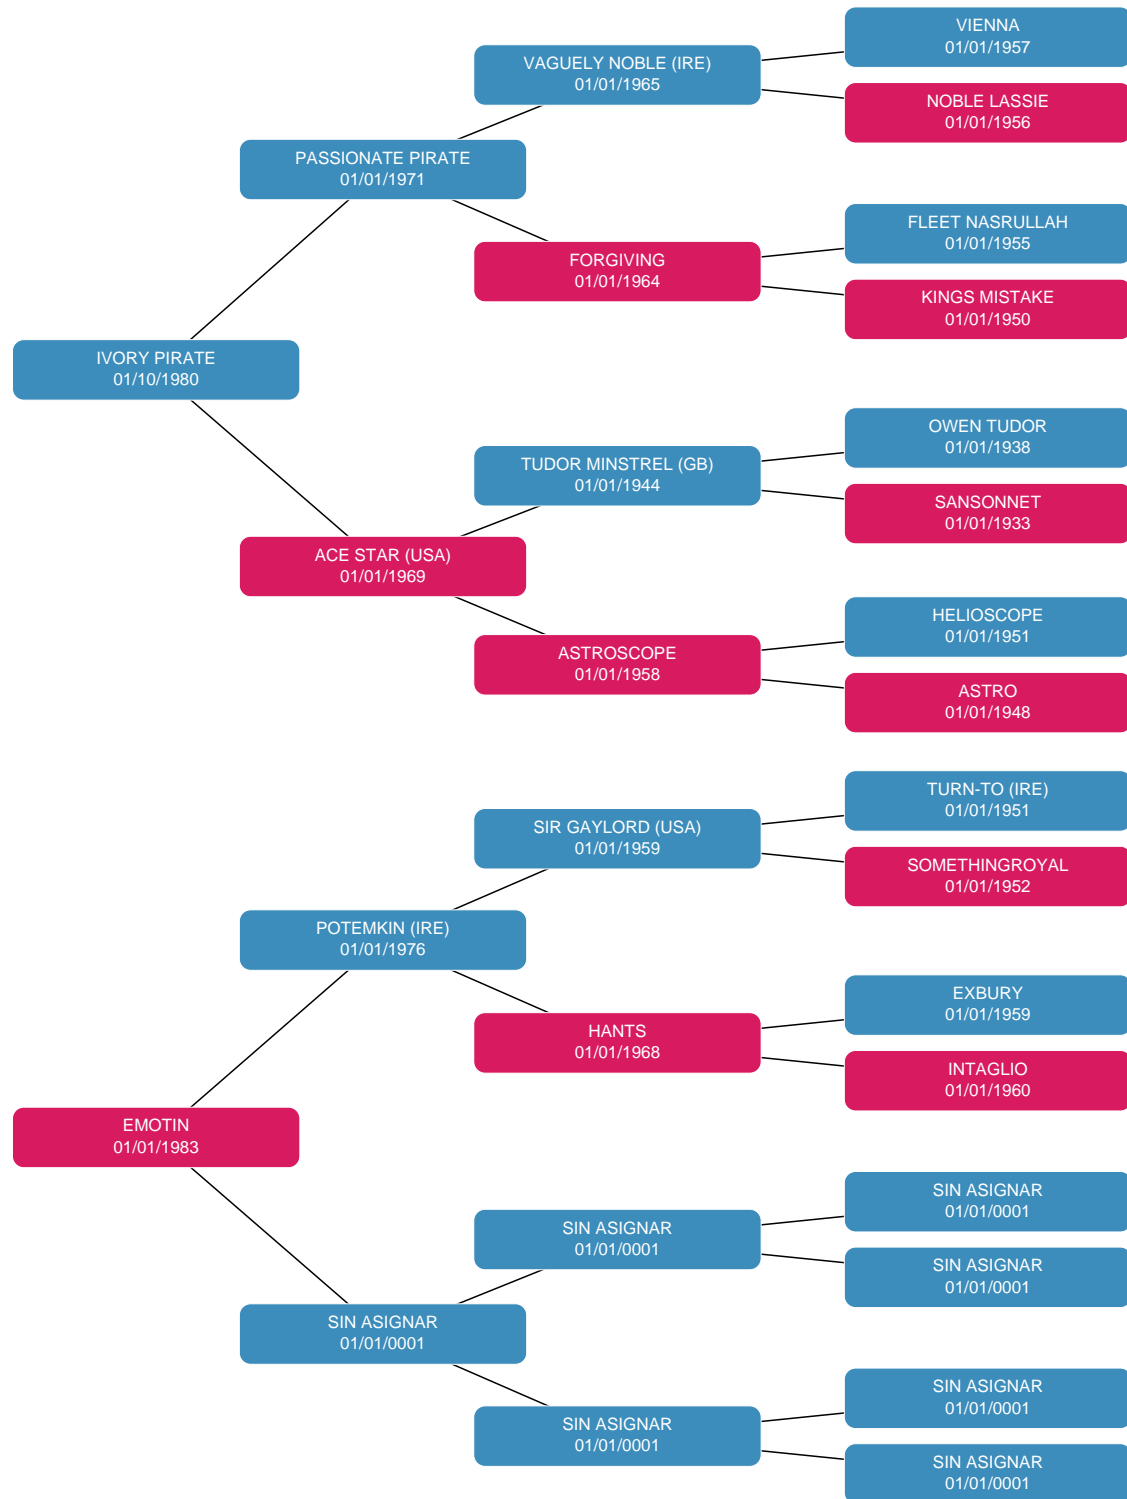 VIENNA
01/01/1957
VAGUELY NOBLE (IRE)
01/01/1965
NOBLE LASSIE
01/01/1956
PASSIONATE PIRATE
01/01/1971
FLEET NASRULLAH
01/01/1955
FORGIVING
01/01/1964
KINGS MISTAKE
01/01/1950
IVORY PIRATE
01/10/1980
OWEN TUDOR
01/01/1938
TUDOR MINSTREL (GB)
01/01/1944
SANSONNET
01/01/1933
ACE STAR (USA)
01/01/1969
HELIOSCOPE
01/01/1951
ASTROSCOPE
01/01/1958
ASTRO
01/01/1948
TURN-TO (IRE)
01/01/1951
SIR GAYLORD (USA)
01/01/1959
SOMETHINGROYAL
01/01/1952
POTEMKIN (IRE)
01/01/1976
EXBURY
01/01/1959
HANTS
01/01/1968
INTAGLIO
01/01/1960
EMOTIN
01/01/1983
SIN ASIGNAR
01/01/0001
SIN ASIGNAR
01/01/0001
SIN ASIGNAR
01/01/0001
SIN ASIGNAR
01/01/0001
SIN ASIGNAR
01/01/0001
SIN ASIGNAR
01/01/0001
SIN ASIGNAR
01/01/0001